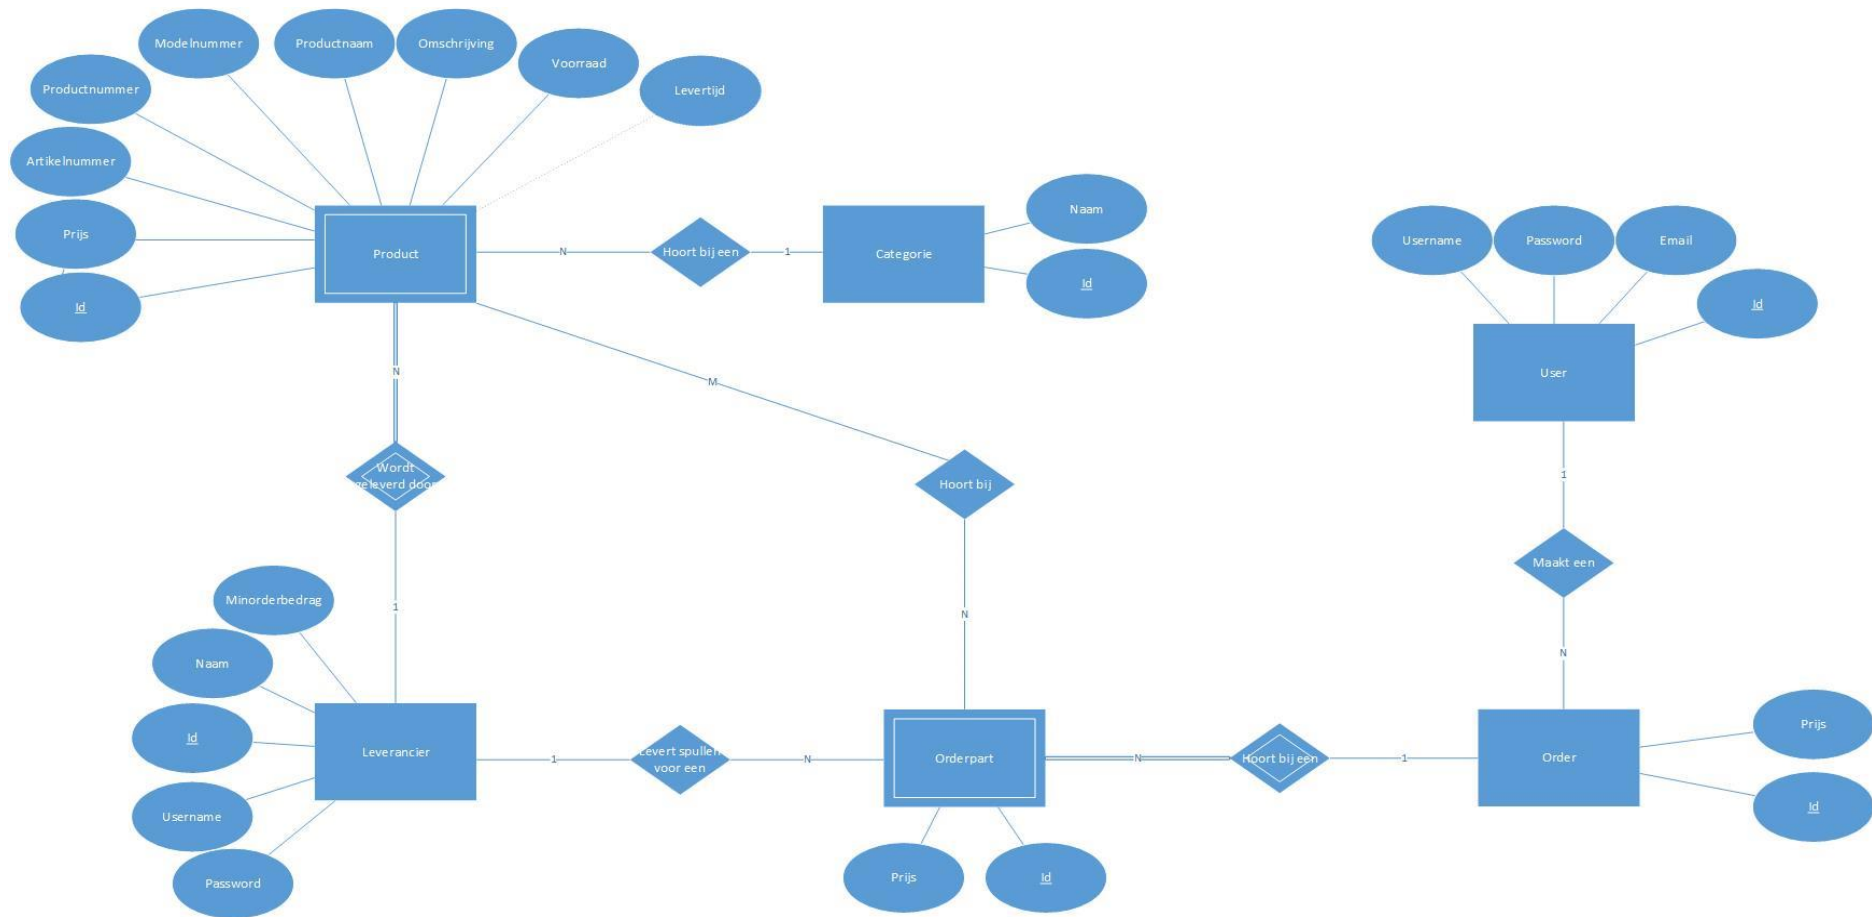 Modelnummer
Productnaam
Omschrijving
Voorraad
Levertijd
Productnummer
Artikelnummer
Prijs
Id
Product
N
Hoort bij een
1
Categorie
Naam
Id
Username
Password
Email
Id
User
N
M
Wordt
geleverd door
Hoort bij
1
Maakt een
Minorderbedrag
1
N
Naam
N
Id
Leverancier
1
Levert spullen
voor een
N
Orderpart
N
Hoort bij een
1
Order
Prijs
Id
Username
Password
Prijs
Id